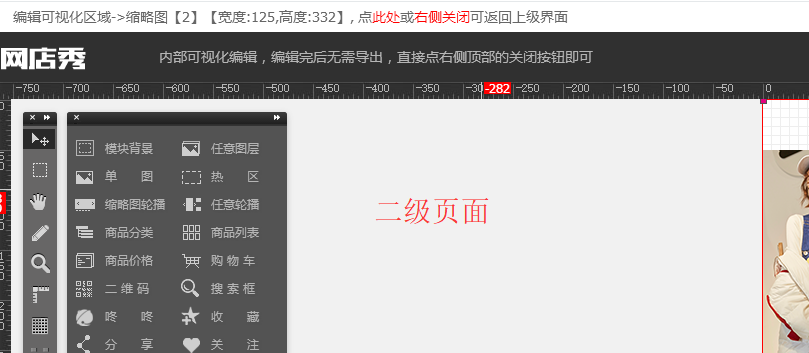 编辑可视化区域->缩略图【2】【宽度:125,高度:332】, 点此处或右侧关闭可返回上级界面
网店秀 内部可视化编辑，编辑完后无需导出，直接点右侧顶部的关闭按钮即可
-750 -700 -650 -600 -550 -500 -450 -400 -350 -282 -250 -200 -150 -100 -50 0
模块背景 任意图层
单 图 热 区
缩略图轮播 任意轮播
二级页面
商品分类 商品列表
商品价格 购 物 车
二 维 码 搜 索 框
咚 咚 收 藏
分 享 关 注